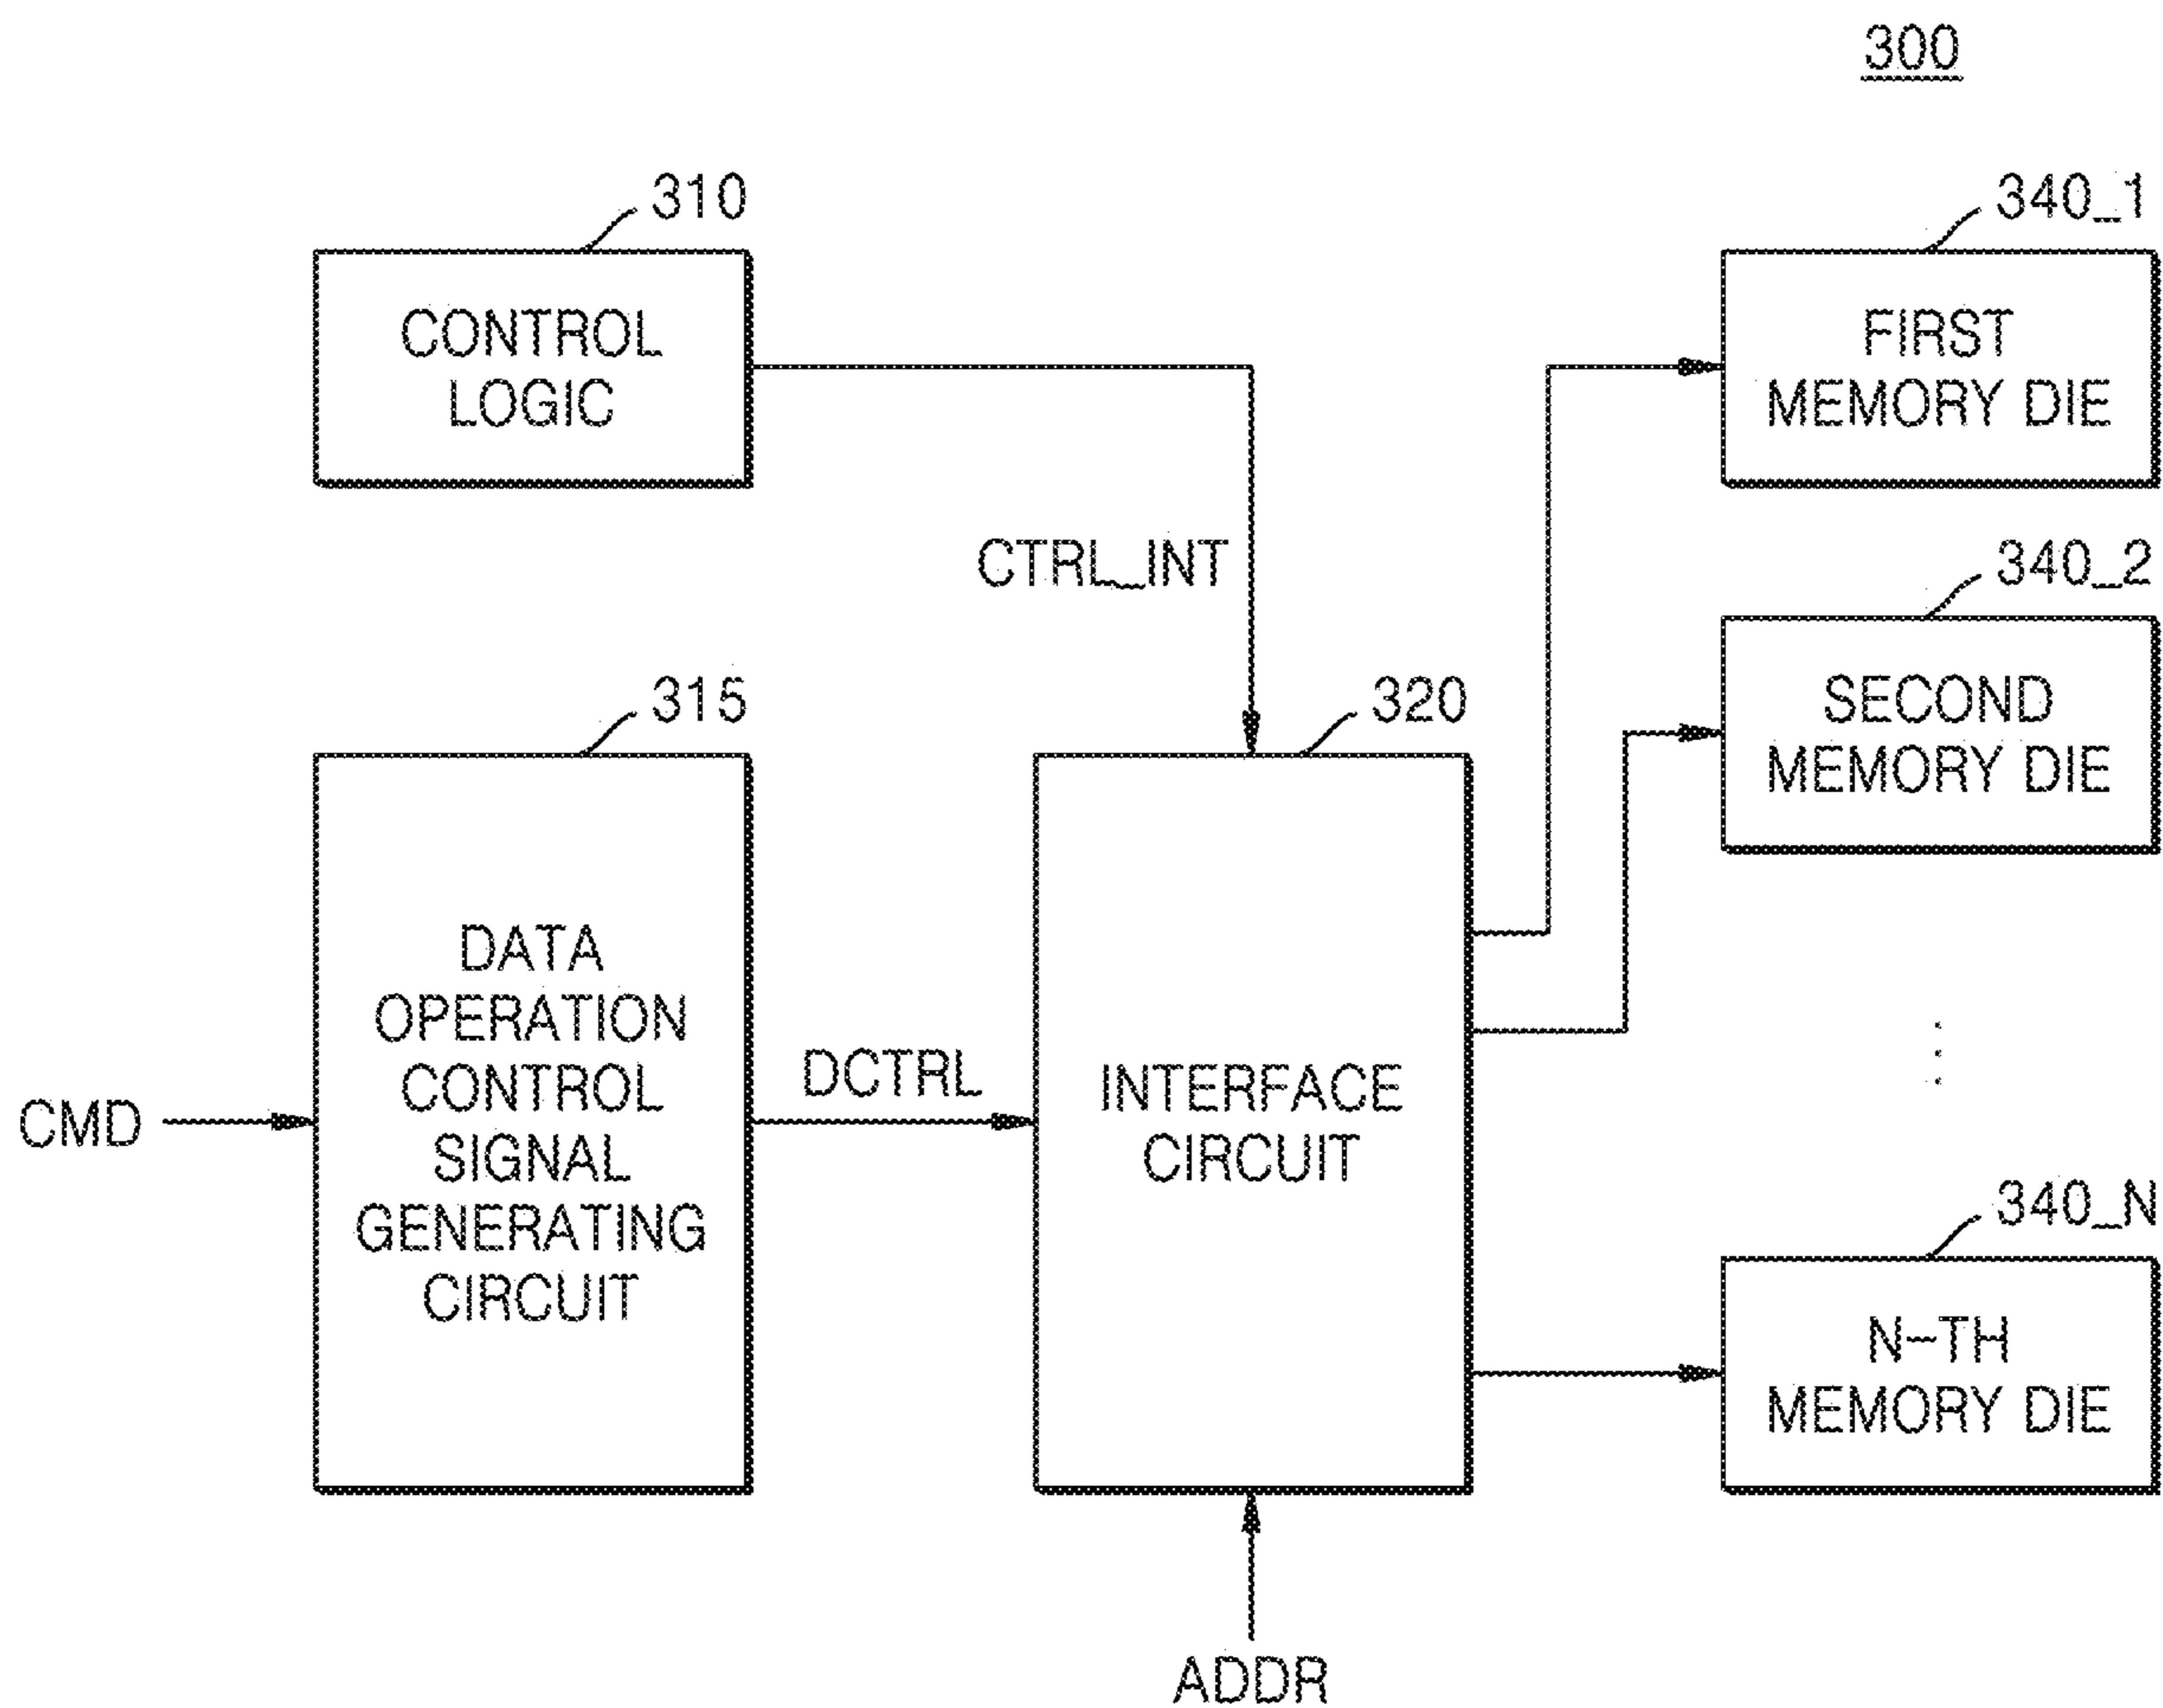 300
310
340_1
CONTROL
LOGIC
FIRST
MEMORY DIE
CTRL_INT
340_2
SECOND
MEMORY DIE
315
320
DATA
OPERATION
CONTROL
SIGNAL
GENERATING
CIRCUIT
CMD
DCTRL
INTERFACE
CIRCUIT
340_N
N-TH
MEMORY DIE
ADDR